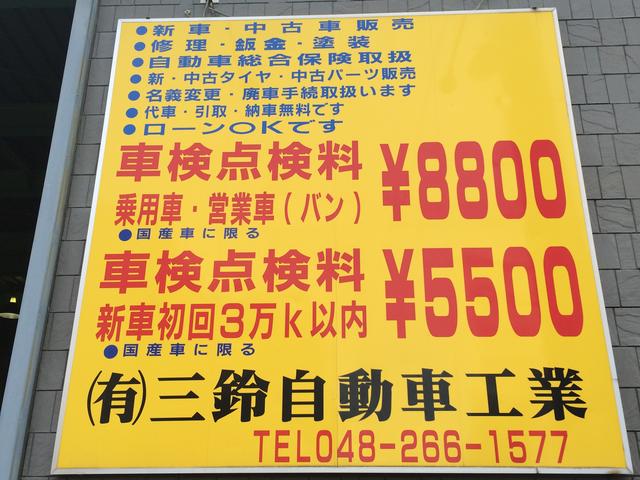 ●新車・中古車販売
●修理・鈑金・塗装
●自動車総合保険取扱
●新・中古タイヤ・中古パーツ販売
●名義変更・廃車手続取扱います
●代車・引取・納車無料です
●ローンOKです
車検点検料 ¥8800
乗用車・営業車(バン)
●国産車に限る
車検点検料 ¥5500
新車初回3万k以内
●国産車に限る
㈲三鈴自動車工業
TEL048-266-1577